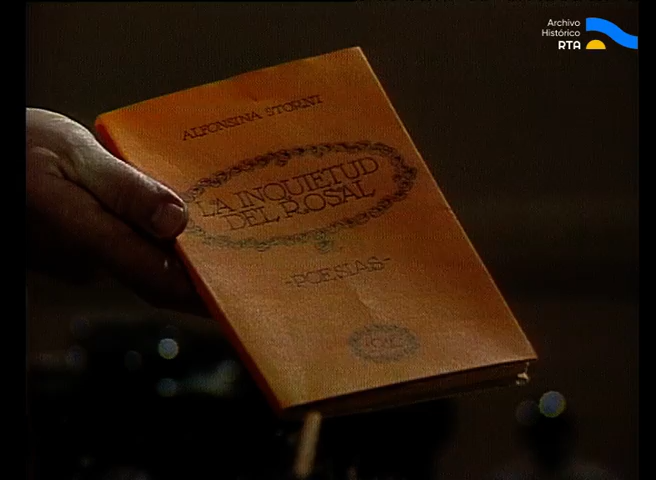 Archivo
Histórico
RTA
ALFONSINA STORNI
LA INQUIETUD
DEL ROSAL
-POESIAS-